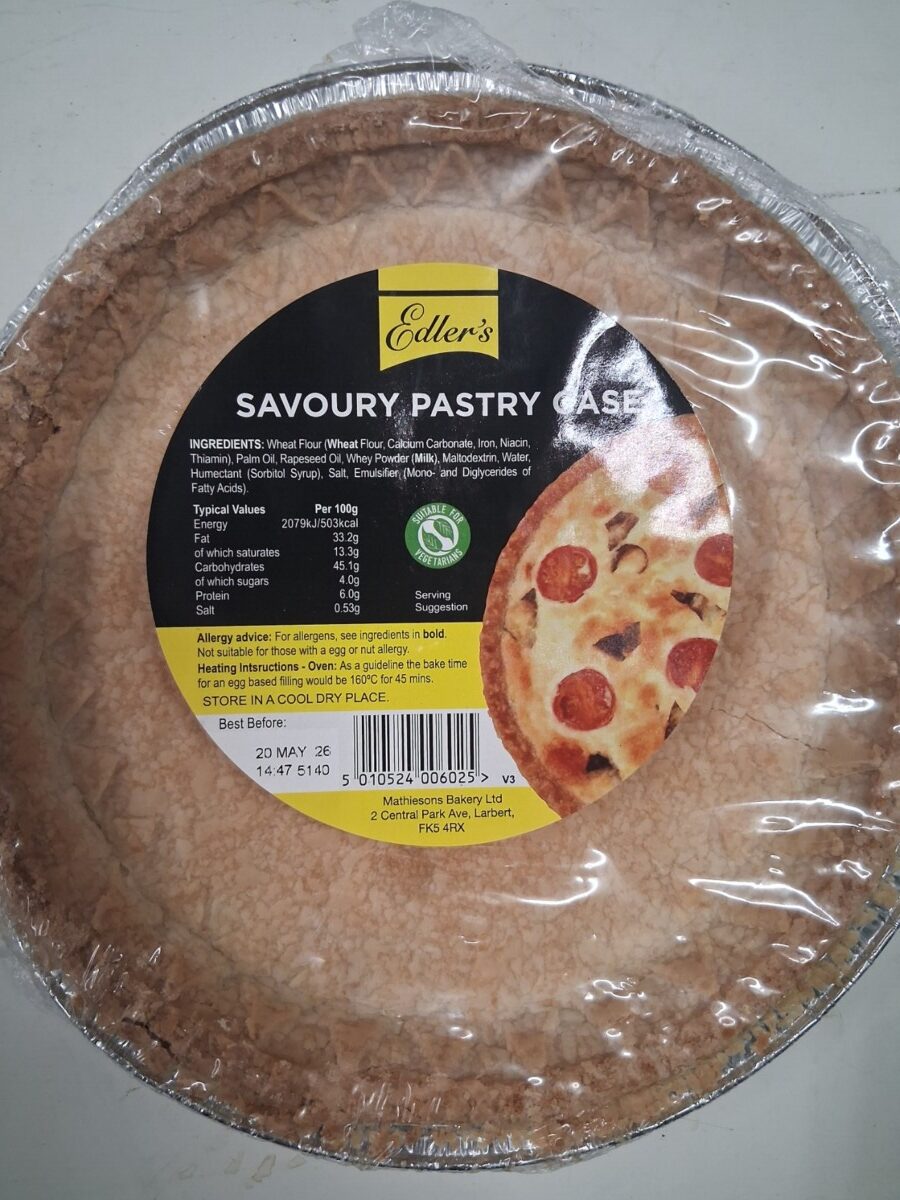 Edler's
SAVOURY PASTRY CASE
INGREDIENTS: Wheat Flour (Wheat Flour, Calcium Carbonate, Iron, Niacin,
Thiamin), Palm Oil, Rapeseed Oil, Whey Powder (Milk), Maltodextrin, Water,
Humectant (Sorbitol Syrup), Salt, Emulsifier (Mono- and Diglycerides of
Fatty Acids).
Typical Values Per 100g
Energy 2079kJ/503kcal
Fat 33.2g
of which saturates 13.3g
Carbohydrates 45.1g
of which sugars 4.0g
Protein 6.0g
Salt 0.53g
SUITABLE FOR
VEGETARIANS
Serving
Suggestion
Allergy advice: For allergens, see ingredients in bold.
Not suitable for those with a egg or nut allergy.
Heating Intsructions - Oven: As a guideline the bake time
for an egg based filling would be 160ºC for 45 mins.
STORE IN A COOL DRY PLACE.
Best Before:
20 MAY 26
14:47 5140
5 010524 006025 >
V3
Mathiesons Bakery Ltd
2 Central Park Ave, Larbert,
FK5 4RX